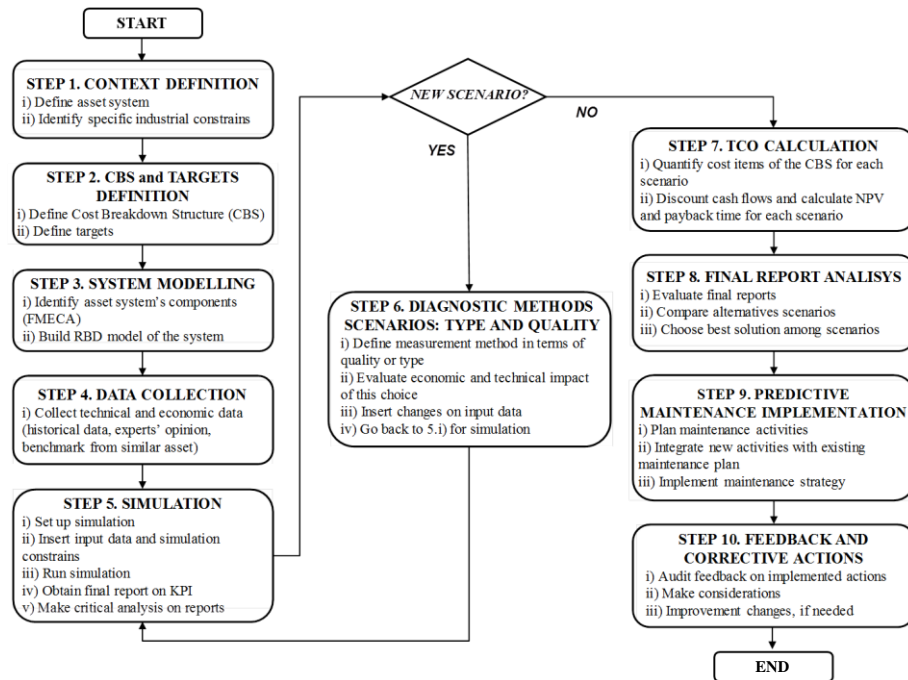 START
STEP 1. CONTEXT DEFINITION
i) Define asset system
ii) Identify specific industrial constrains
STEP 2. CBS and TARGETS
DEFINITION
i) Define Cost Breakdown Structure (CBS)
ii) Define targets
STEP 3. SYSTEM MODELLING
i) Identify asset system's components
(FMECA)
ii) Build RBD model of the system
STEP 4. DATA COLLECTION
i) Collect technical and economic data
(historical data, experts' opinion,
benchmark from similar asset)
STEP 5. SIMULATION
i) Set up simulation
ii) Insert input data and simulation
constrains
iii) Run simulation
iv) Obtain final report on KPI
v) Make critical analysis on reports
NEW SCENARIO?
YES
NO
STEP 6. DIAGNOSTIC METHODS
SCENARIOS: TYPE AND QUALITY
i) Define measurement method in terms of
quality or type
ii) Evaluate economic and technical impact
of this choice
iii) Insert changes on input data
iv) Go back to 5.i) for simulation
STEP 7. TCO CALCULATION
i) Quantify cost items of the CBS for each
scenario
ii) Discount cash flows and calculate NPV
and payback time for each scenario
STEP 8. FINAL REPORT ANALISYS
i) Evaluate final reports
ii) Compare alternatives scenarios
iii) Choose best solution among scenarios
STEP 9. PREDICTIVE
MAINTENANCE IMPLEMENTATION
i) Plan maintenance activities
ii) Integrate new activities with existing
maintenance plan
iii) Implement maintenance strategy
STEP 10. FEEDBACK AND
CORRECTIVE ACTIONS
i) Audit feedback on implemented actions
ii) Make considerations
iii) Improvement changes, if needed
END